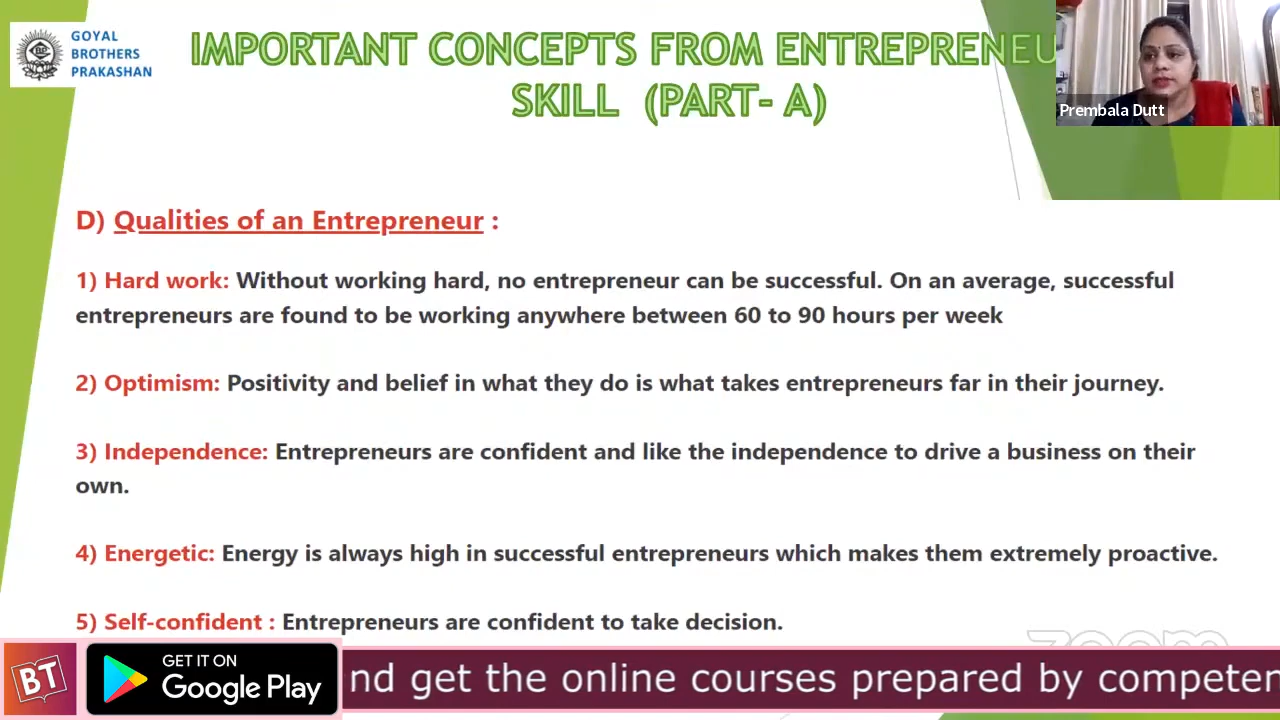 GOYAL
BROTHERS
PRAKASHAN
IMPORTANT CONCEPTS FROM ENTREPRENEU
SKILL (PART- A)
Prembala Dutt
D) Qualities of an Entrepreneur :
1) Hard work: Without working hard, no entrepreneur can be successful. On an average, successful
entrepreneurs are found to be working anywhere between 60 to 90 hours per week
2) Optimism: Positivity and belief in what they do is what takes entrepreneurs far in their journey.
3) Independence: Entrepreneurs are confident and like the independence to drive a business on their
own.
4) Energetic: Energy is always high in successful entrepreneurs which makes them extremely proactive.
5) Self-confident : Entrepreneurs are confident to take decision.
zoom
BT
GET IT ON
Google Play
nd get the online courses prepared by competen